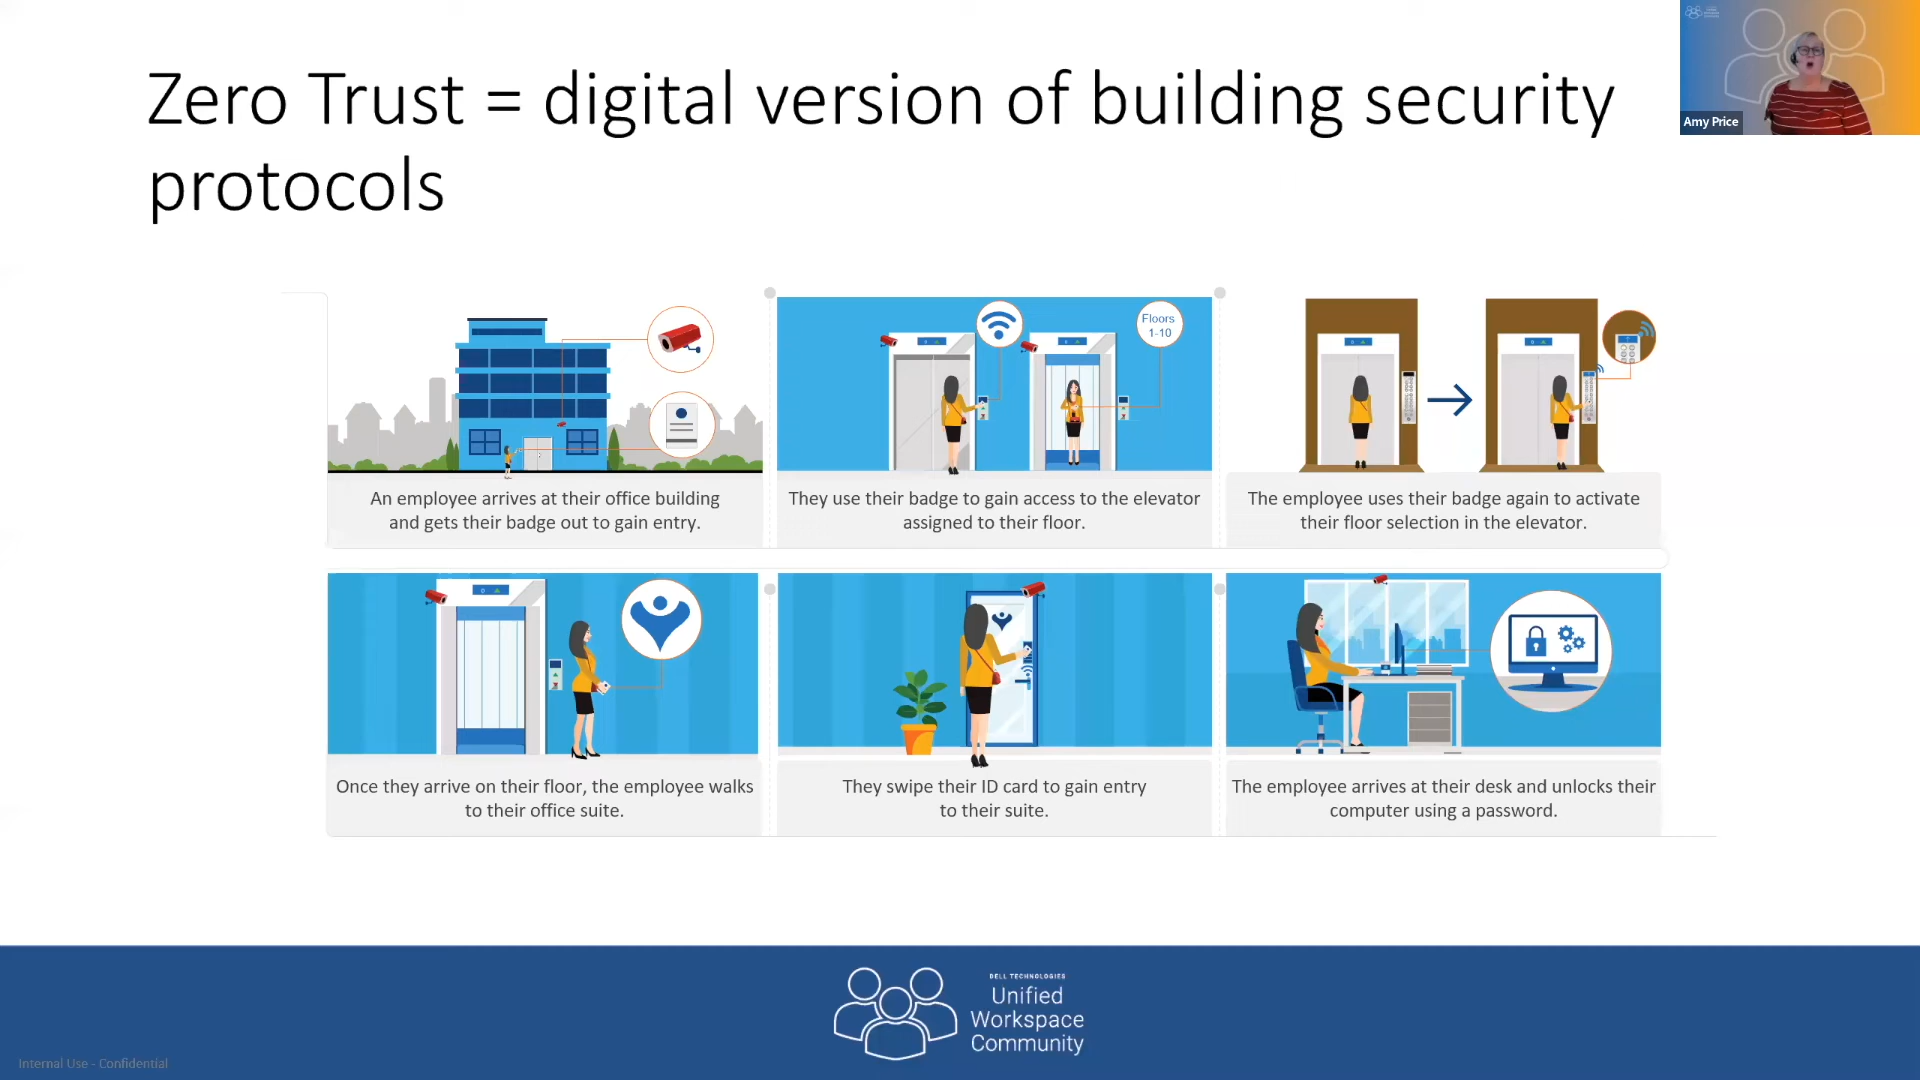 Zero Trust = digital version of building security
protocols
Amy Price
Floors
1-10
An employee arrives at their office building
and gets their badge out to gain entry.
They use their badge to gain access to the elevator
assigned to their floor.
The employee uses their badge again to activate
their floor selection in the elevator.
Once they arrive on their floor, the employee walks
to their office suite.
They swipe their ID card to gain entry
to their suite.
The employee arrives at their desk and unlocks their
computer using a password.
DELL TECHNOLOGIES
Unified
Workspace
Community
Internal Use - Confidential